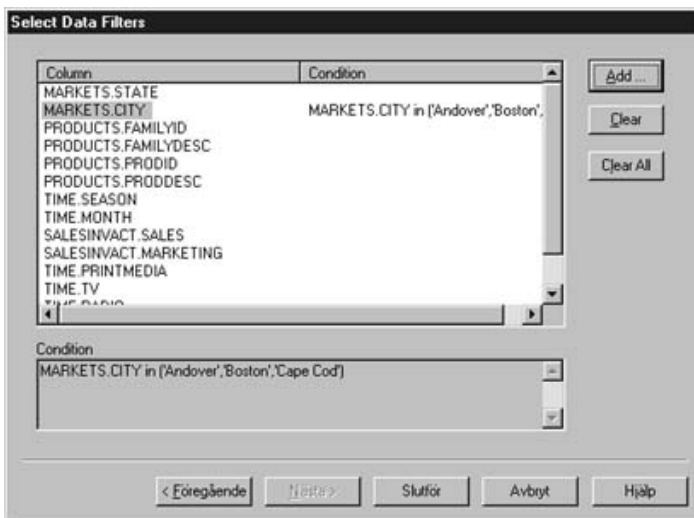 Select Data Filters
Column Condition
Add ...
MARKETS.STATE
MARKETS.CITY MARKETS.CITY in ('Andover','Boston',
Clear
PRODUCTS.FAMILYID
PRODUCTS.FAMILYDESC
PRODUCTS.PRODID
Clear All
PRODUCTS.PRODDESC
TIME.SEASON
TIME.MONTH
SALESINVACT.SALES
SALESINVACT.MARKETING
TIME.PRINTMEDIA
TIME.TV
TIME.RADIO
Condition
MARKETS.CITY in ('Andover','Boston','Cape Cod')
< Föregående Nästa > Slutför Avbryt Hjälp